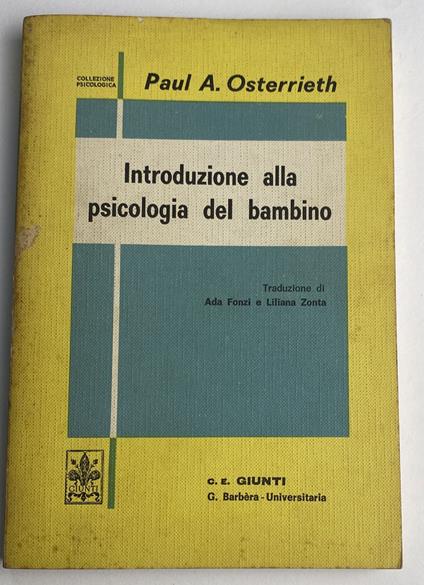 COLLEZIONE
PSICOLOGICA
Paul A. Osterrieth
Introduzione alla
psicologia del bambino
Traduzione di
Ada Fonzi e Liliana Zonta
GIUNTI
C. E. GIUNTI
G. Barbèra - Universitaria